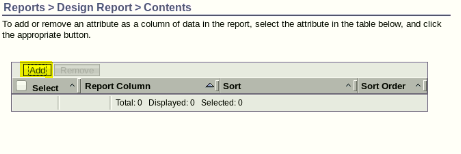 Reports > Design Report > Contents
To add or remove an attribute as a column of data in the report, select the attribute in the table below, and click
the appropriate button.
Add Remove
Select Report Column Sort Sort Order
Total: 0 Displayed: 0 Selected: 0